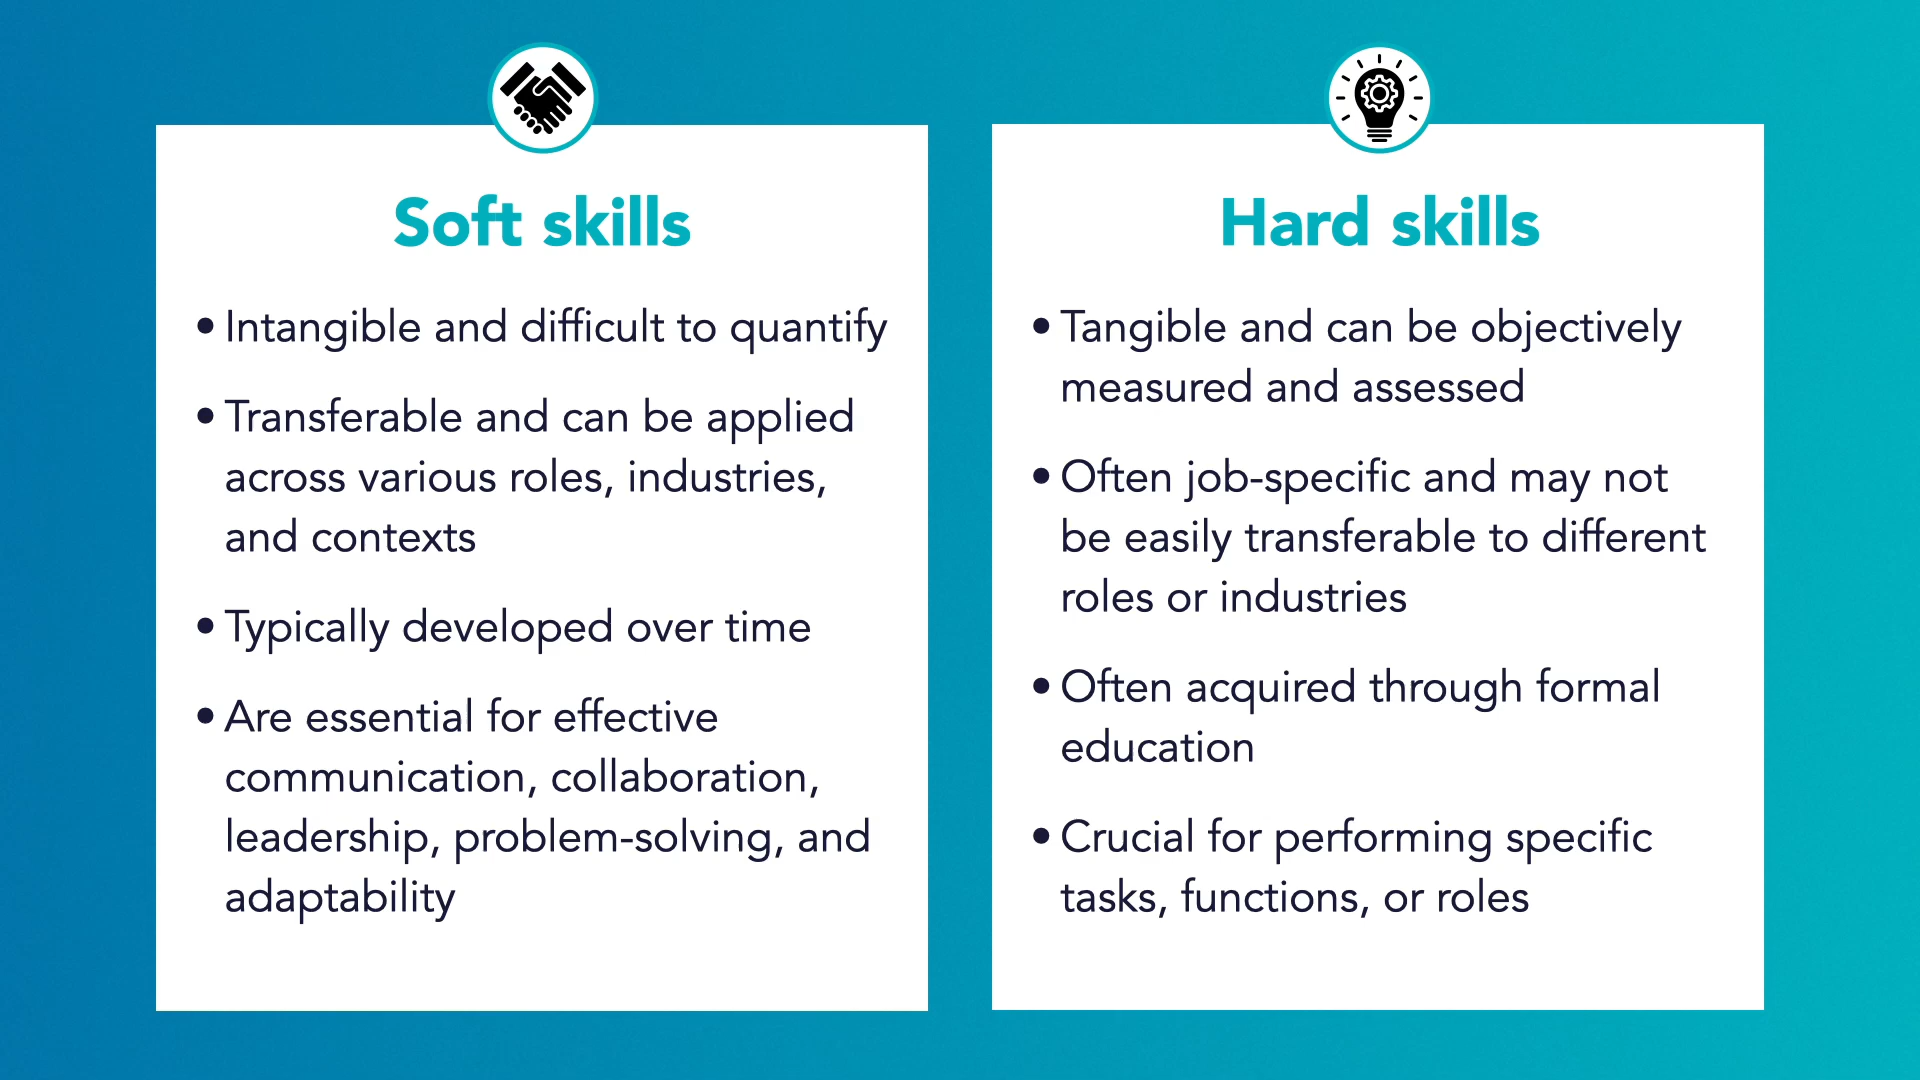 Soft skills
• Intangible and difficult to quantify
• Transferable and can be applied
across various roles, industries,
and contexts
• Typically developed over time
• Are essential for effective
communication, collaboration,
leadership, problem-solving, and
adaptability
Hard skills
• Tangible and can be objectively
measured and assessed
• Often job-specific and may not
be easily transferable to different
roles or industries
• Often acquired through formal
education
• Crucial for performing specific
tasks, functions, or roles